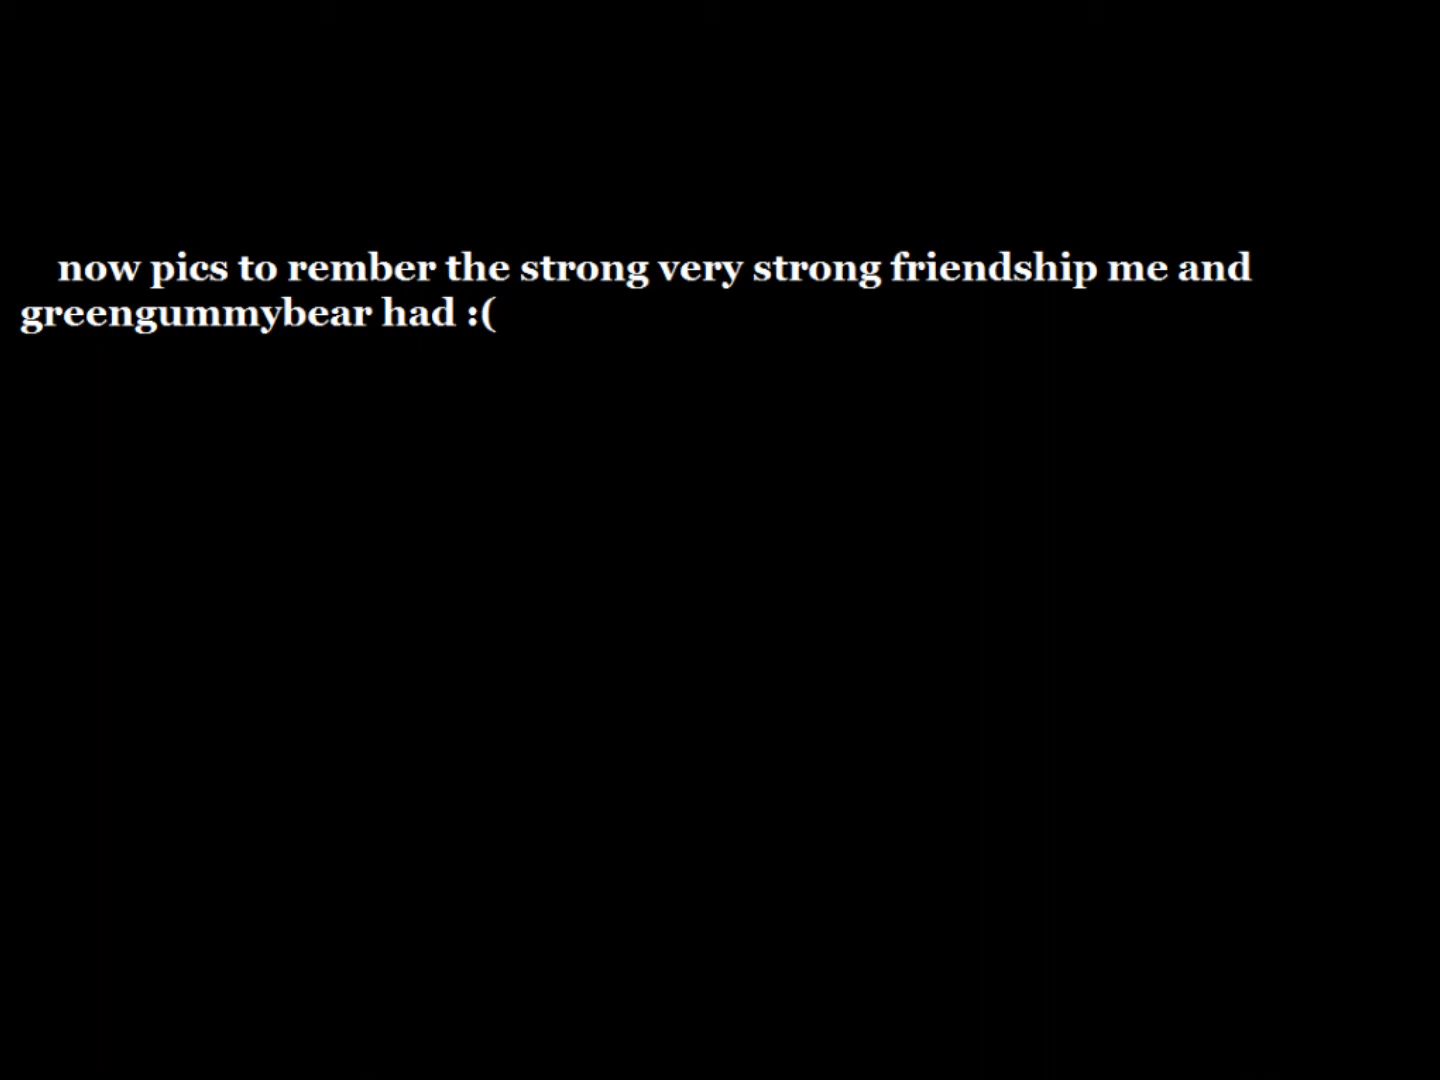 now pics to rember the strong very strong friendship me and
greengummybear had :(